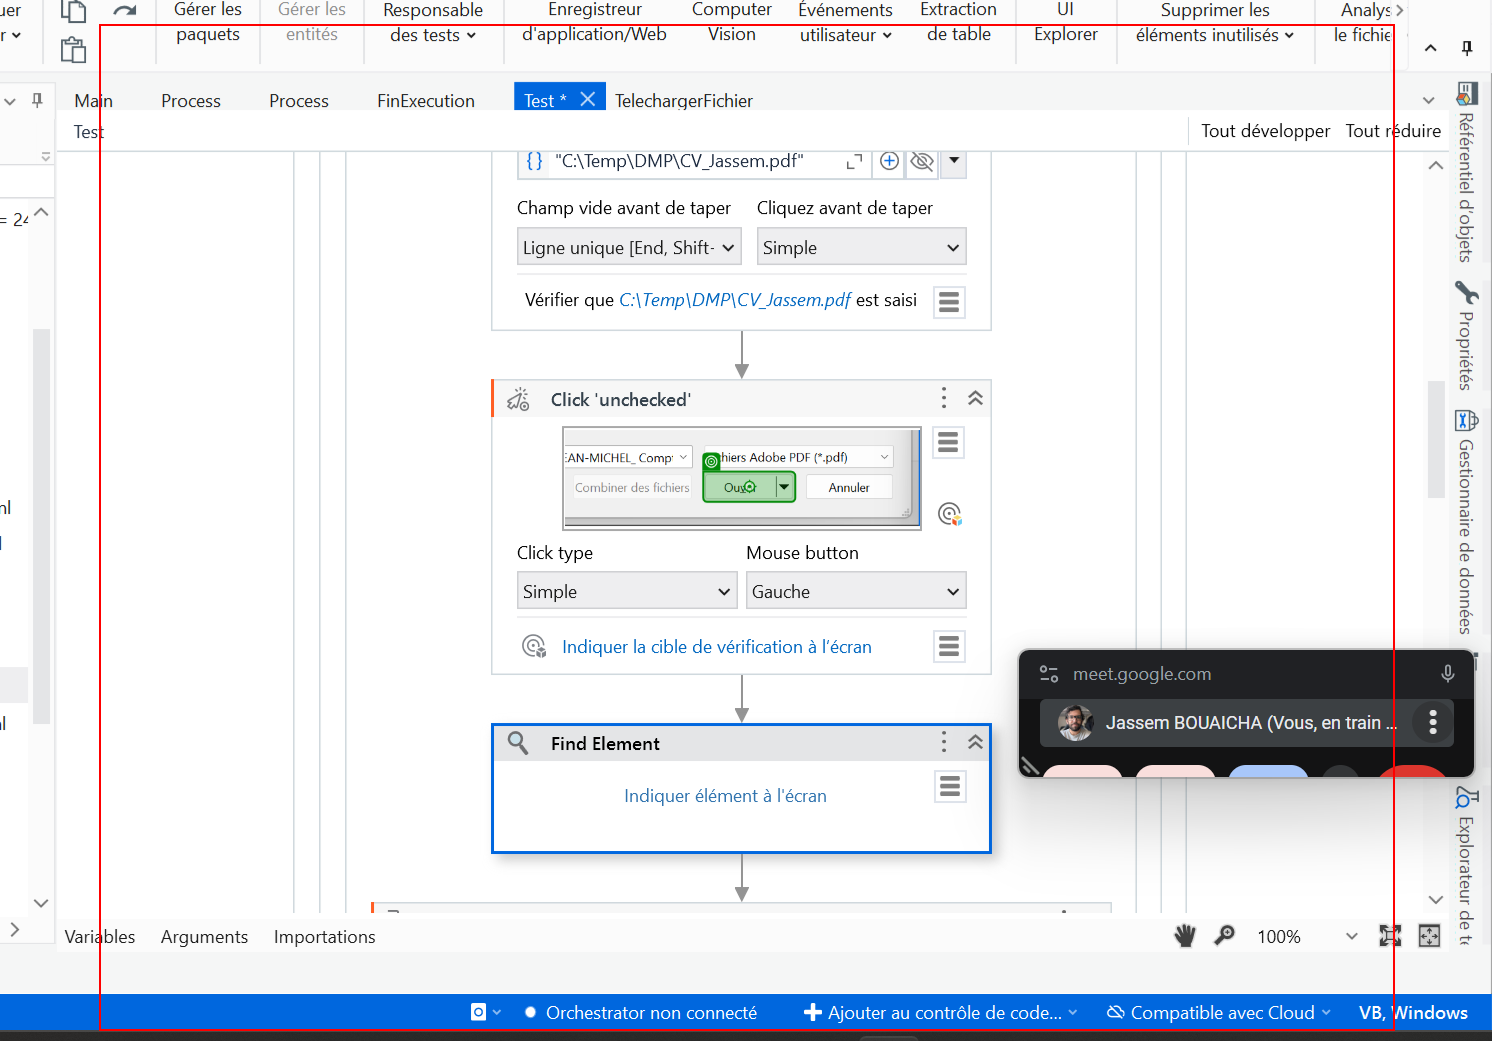 Gérer les
paquets
Gérer les
entités
Responsable
des tests
Enregistreur
d'application/Web
Computer
Vision
Événements
utilisateur
Extraction
de table
UI
Explorer
Supprimer les
éléments inutilisés
Analys
le fichie
Main
Process
Process
FinExecution
Test *
TelechargerFichier
Test
Tout développer
Tout réduire
"C:\Temp\DMP\CV_Jassem.pdf"
Champ vide avant de taper
Cliquez avant de taper
Ligne unique [End, Shift-
Simple
Vérifier que C:\Temp\DMP\CV_Jassem.pdf est saisi
= 24
Click 'unchecked'
EAN-MICHEL_ Comp
hiers Adobe PDF (*.pdf)
Combiner des fichiers
Annuler
Click type
Mouse button
Simple
Gauche
Indiquer la cible de vérification à l'écran
Find Element
Indiquer élément à l'écran
meet.google.com
Jassem BOUAICHA (Vous, en train ...
Référentiel d'objets
Propriétés
Gestionnaire de données
Explorateur de te
Variables
Arguments
Importations
100%
Orchestrator non connecté
Ajouter au contrôle de code...
Compatible avec Cloud
VB, Windows